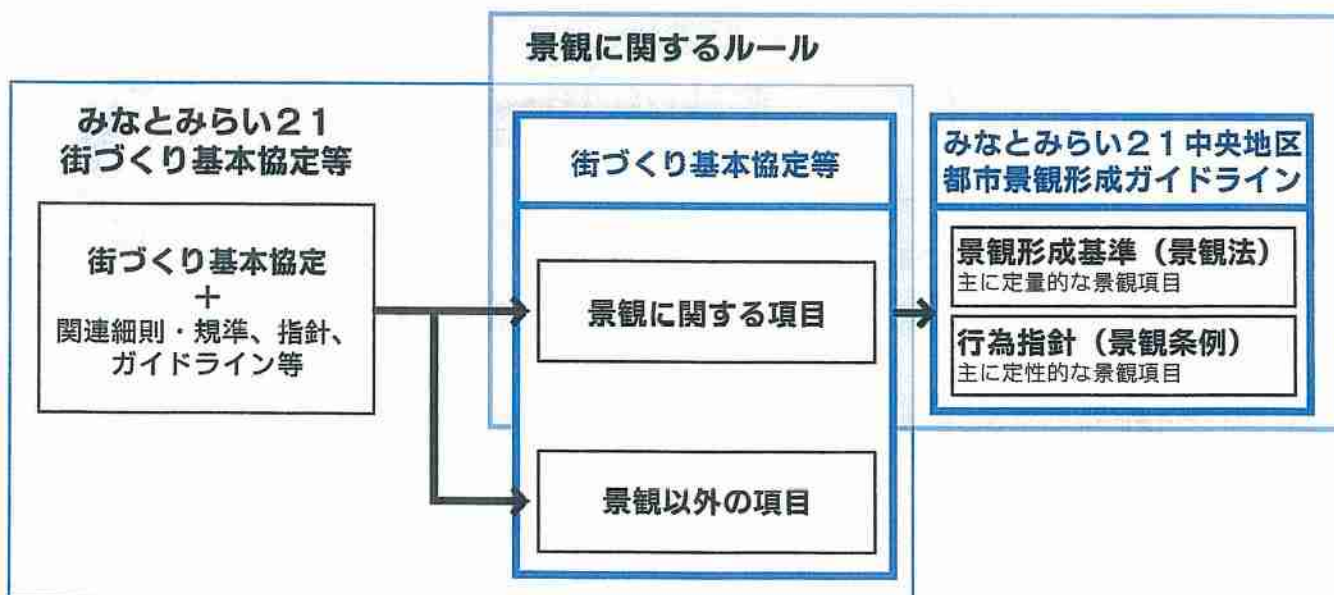 景観に関するルール
みなとみらい21
街づくり基本協定等
街づくり基本協定
+
関連細則・規準、指針、
ガイドライン等
街づくり基本協定等
景観に関する項目
景観以外の項目
みなとみらい21中央地区
都市景観形成ガイドライン
景観形成基準(景観法)
主に定量的な景観項目
行為指針(景観条例)
主に定性的な景観項目